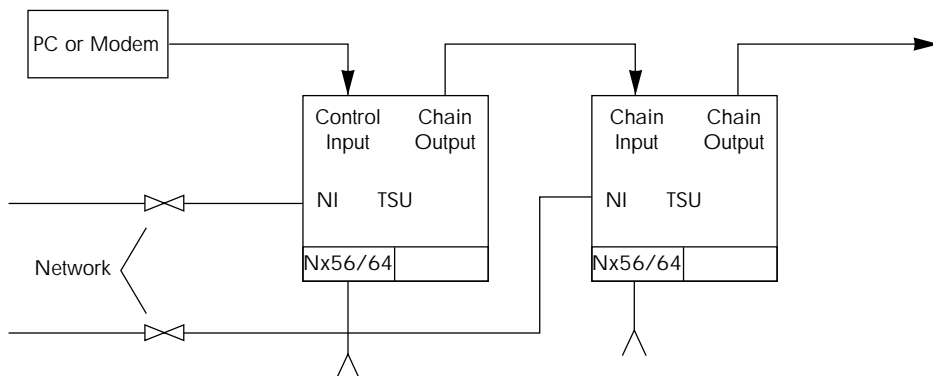 PC or Modem
Control
Input
Chain
Output
NI
TSU
Nx56/64
Chain
Input
Chain
Output
NI
TSU
Nx56/64
Network